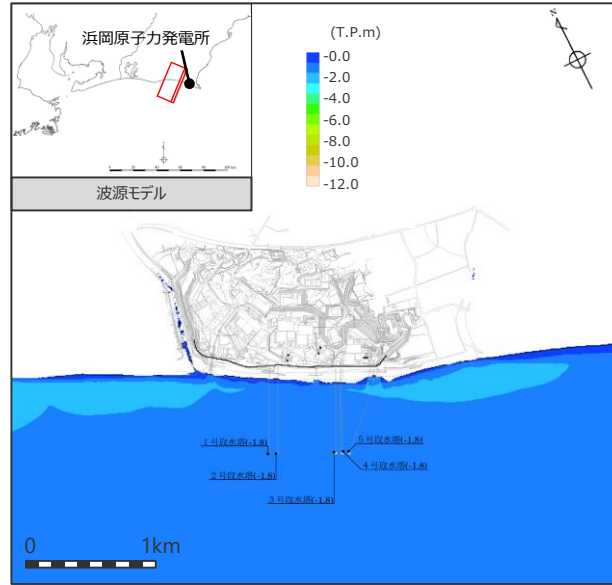 浜岡原子力発電所
波源モデル
N
(T.P.m)
-0.0
-2.0
-4.0
-6.0
-8.0
-10.0
-12.0
1号取水塔(-1.8)
2号取水塔(-1.8)
3号取水塔(-1.8)
4号取水塔(-1.8)
5号取水塔(-1.8)
0 1km